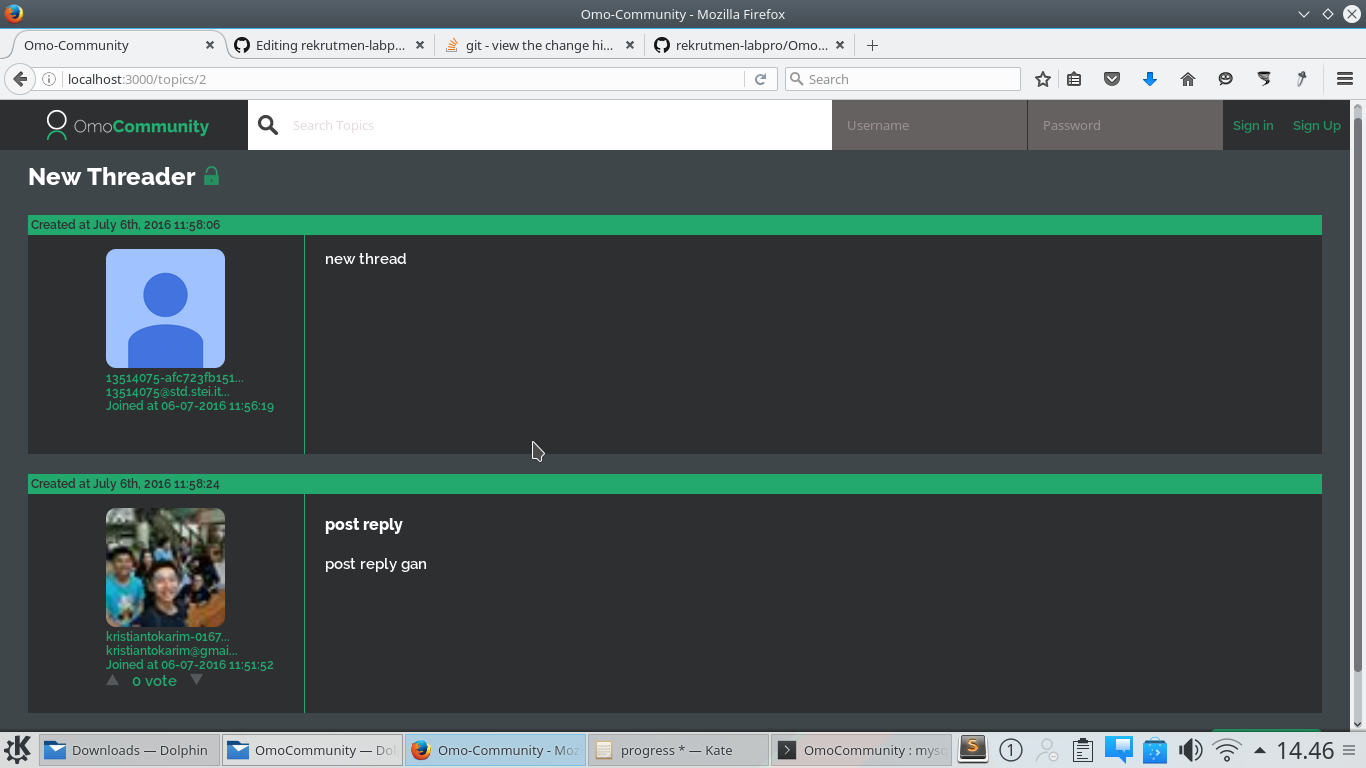 Omo-Community - Mozilla Firefox
Omo-Community
Editing rekrutmen-labp...
git - view the change hi...
rekrutmen-labpro/Omo...
localhost:3000/topics/2
Search
OmoCommunity
Search Topics
Username
Password
Sign in
Sign Up
New Threader
Created at July 6th, 2016 11:58:06
new thread
13514075-afc723fb151...
13514075@std.stei.it...
Joined at 06-07-2016 11:56:19
Created at July 6th, 2016 11:58:24
post reply
post reply gan
kristiantokarim-0167...
kristiantokarim@gmai...
Joined at 06-07-2016 11:51:52
0 vote
Downloads — Dolphin
OmoCommunity — Dol
Omo-Community - Moz
progress * — Kate
OmoCommunity : mysq
1
14.46